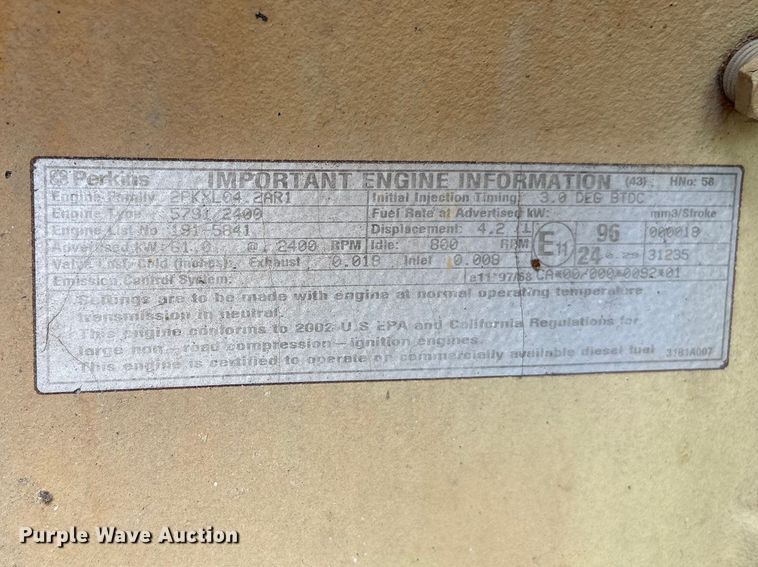 Perkins IMPORTANT ENGINE INFORMATION (43) HNo: 56
Engine Family 2PKXL04.2AR1 Initial Injection Timing: 3.0 DEG BTDC
Engine Type 5791 2400 Fuel Rate at Advertised kW: mm3/Stroke
Engine List No 191-5841 Displacement: 4.2 l E11 96 000018
Advertised kW: 61.0 @ 2400 RPM Idle: 800 RPM 24 0.29 31235
Valve Lash Cold (inches) Exhaust 0.018 Inlet 0.008
Emission Control System: e11*97/68 CA*00/000*0092*01
Settings are to be made with engine at normal operating temperature
transmission in neutral.
This engine conforms to 2002 U.S EPA and California Regulations for
large non-road compression-ignition engines.
This engine is certified to operate on commercially available diesel fuel 3181A007
Purple Wave Auction